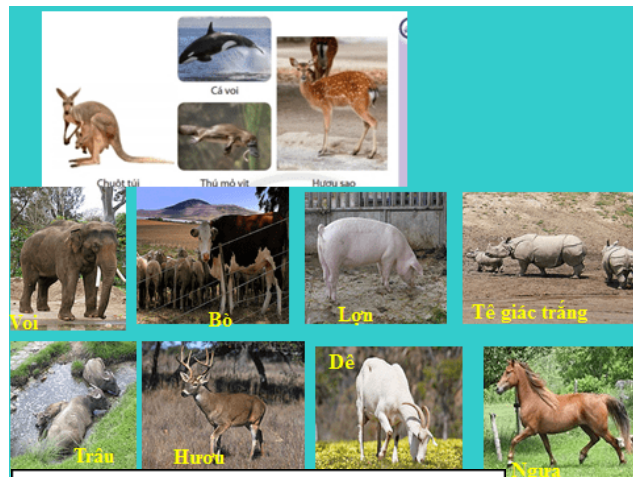 Cá voi
Chuột túi
Thú mỏ vịt
Hươu sao
Voi
Bò
Lợn
Tê giác trắng
Trâu
Hươu
Dê
Ngựa